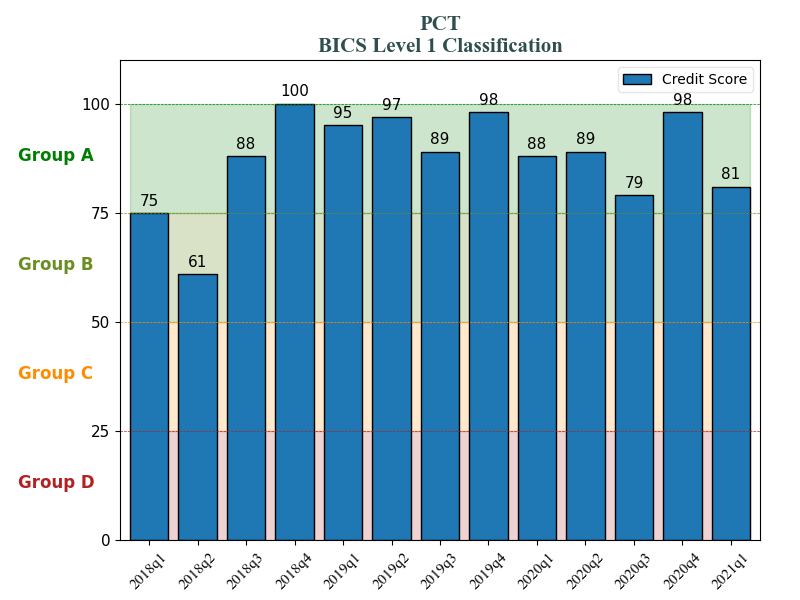 PCT
BICS Level 1 Classification
Credit Score
100
75
50
25
0
Group A
Group B
Group C
Group D
75
61
88
100
95
97
89
98
88
89
79
98
81
2018q1
2018q2
2018q3
2018q4
2019q1
2019q2
2019q3
2019q4
2020q1
2020q2
2020q3
2020q4
2021q1